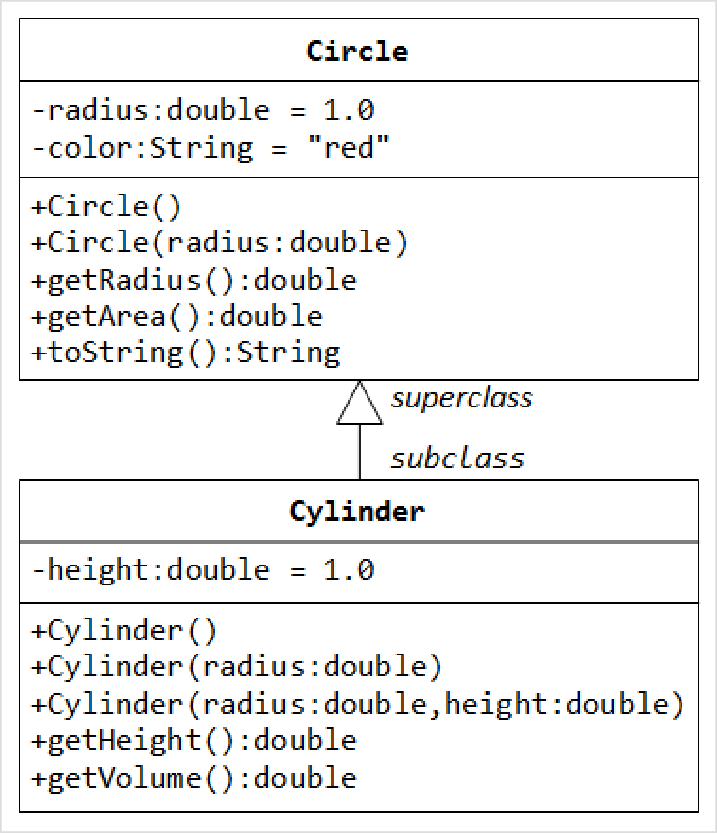 Circle
-radius:double = 1.0
-color:String = "red"
+Circle()
+Circle(radius:double)
+getRadius():double
+getArea():double
+toString():String
superclass
subclass
Cylinder
-height:double = 1.0
+Cylinder()
+Cylinder(radius:double)
+Cylinder(radius:double,height:double)
+getHeight():double
+getVolume():double